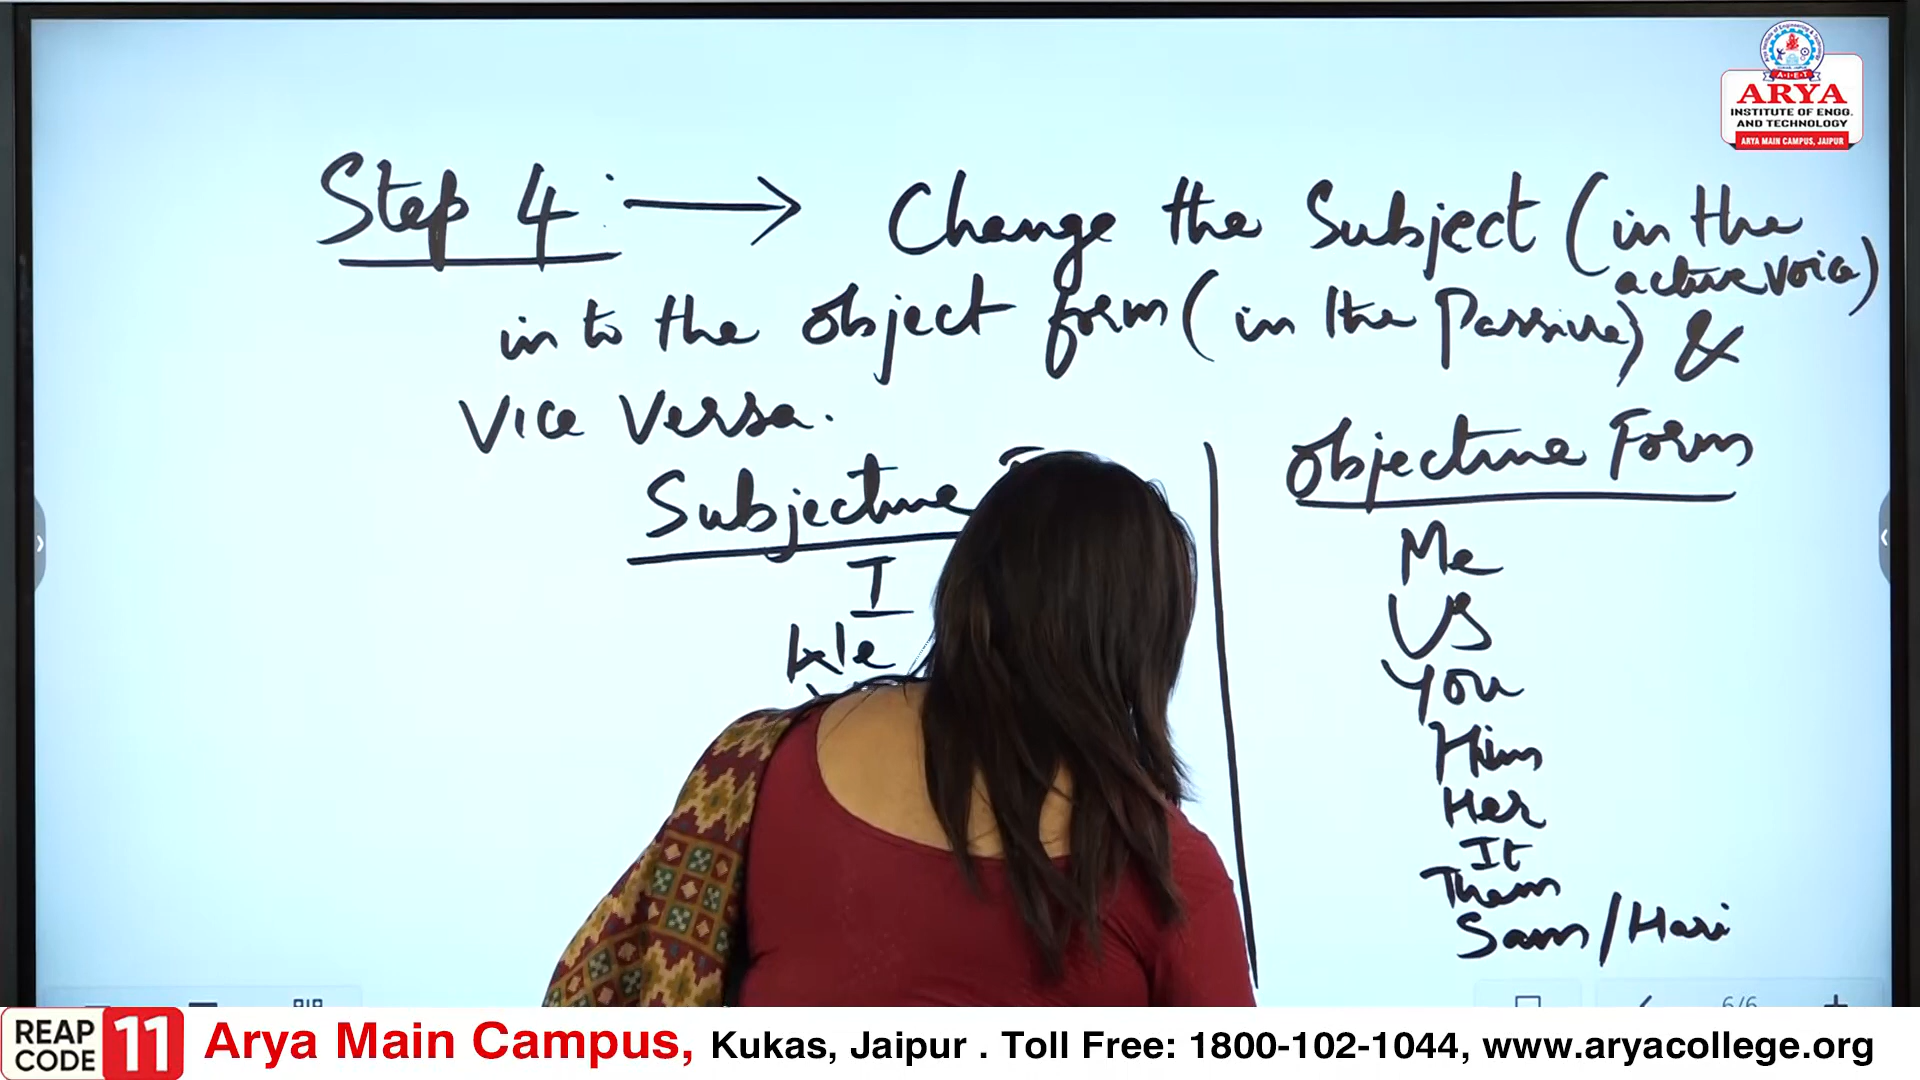 ARYA
INSTITUTE OF ENGG.
AND TECHNOLOGY
ARYA MAIN CAMPUS, JAIPUR
A·I·E·T
Step 4 → Change the Subject (in the
active voice)
in to the object form (in the Passive) &
vice versa.
Subjective
Objective Form
I
We
Me
Us
You
Him
Her
It
Them
Sam/Hari
6/6
REAP CODE 11
Arya Main Campus, Kukas, Jaipur . Toll Free: 1800-102-1044, www.aryacollege.org